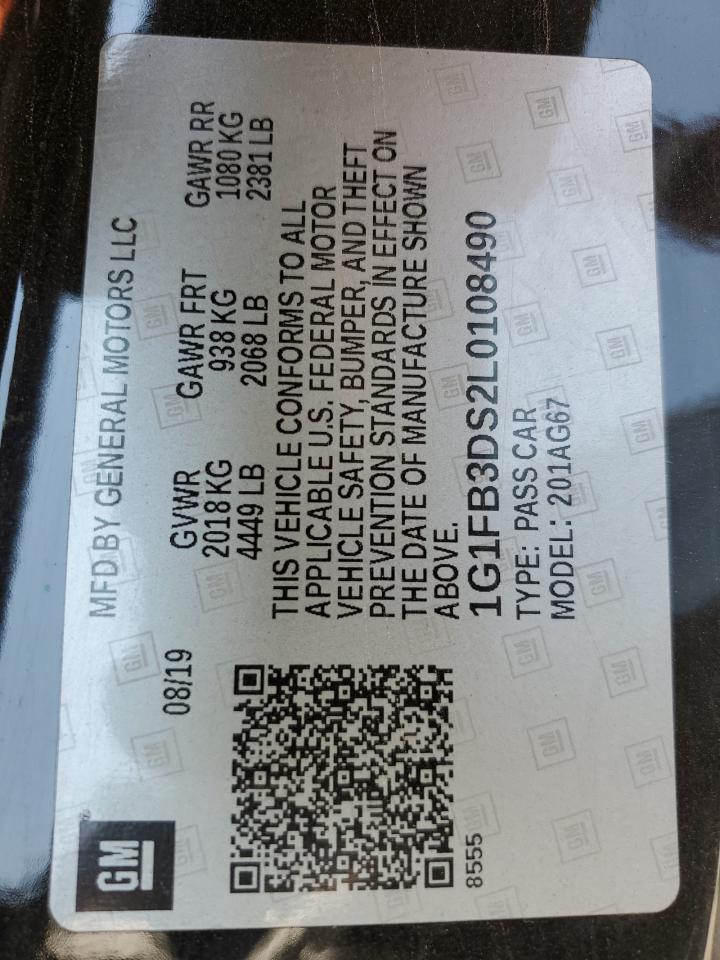 GM
MFD BY GENERAL MOTORS LLC
08/19
GVWR GAWR FRT GAWR RR
2018 KG 938 KG 1080 KG
4449 LB 2068 LB 2381 LB
THIS VEHICLE CONFORMS TO ALL
APPLICABLE U.S. FEDERAL MOTOR
VEHICLE SAFETY, BUMPER, AND THEFT
PREVENTION STANDARDS IN EFFECT ON
THE DATE OF MANUFACTURE SHOWN
ABOVE.
1G1FB3DS2L0108490
TYPE: PASS CAR
MODEL: 201AG67
8555